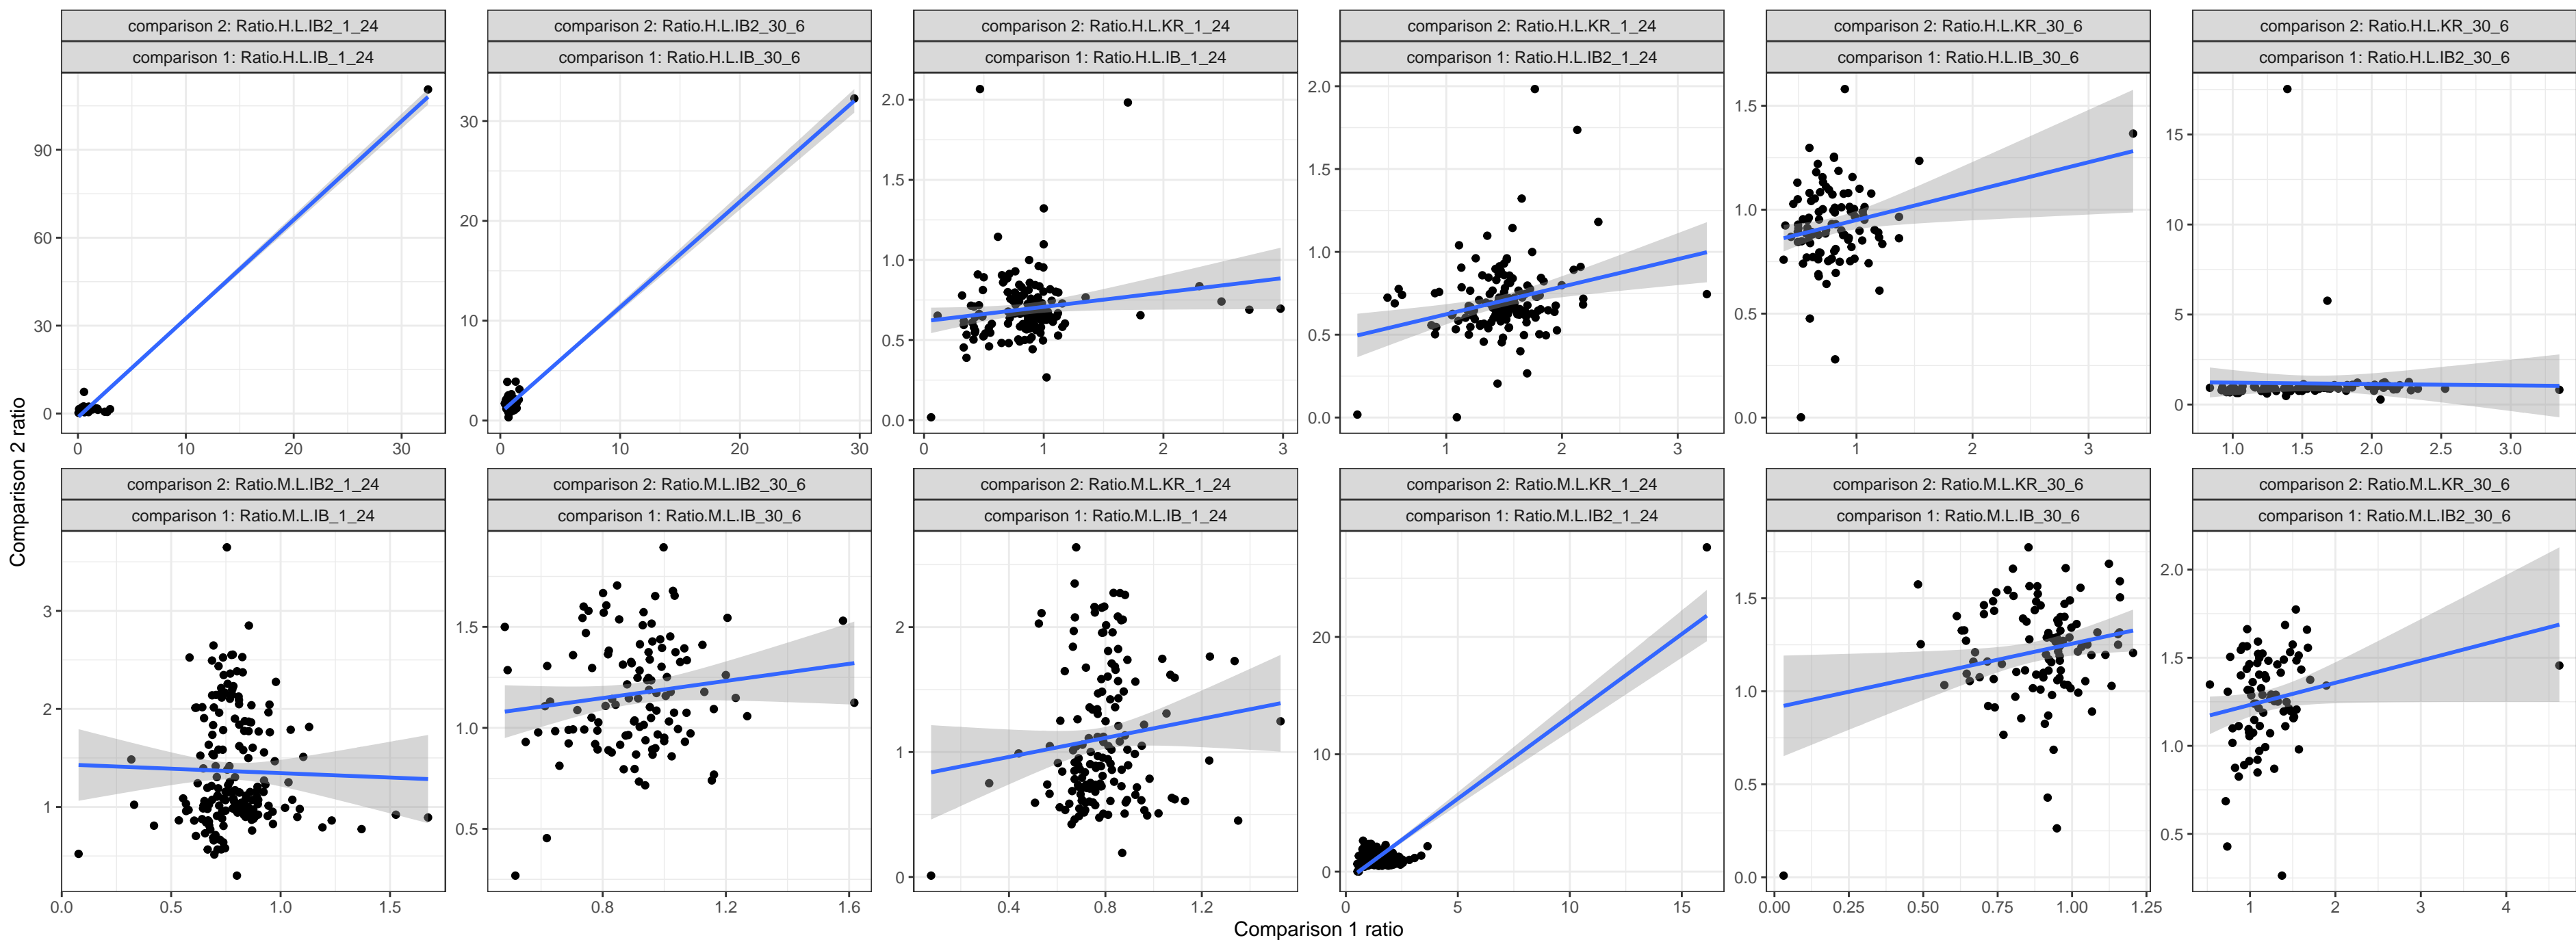 comparison 2: Ratio.H.L.IB2_1_24
comparison 1: Ratio.H.L.IB_1_24
comparison 2: Ratio.H.L.IB2_30_6
comparison 1: Ratio.H.L.IB_30_6
comparison 2: Ratio.H.L.KR_1_24
comparison 1: Ratio.H.L.IB_1_24
comparison 2: Ratio.H.L.KR_1_24
comparison 1: Ratio.H.L.IB2_1_24
comparison 2: Ratio.H.L.KR_30_6
comparison 1: Ratio.H.L.IB_30_6
comparison 2: Ratio.H.L.KR_30_6
comparison 1: Ratio.H.L.IB2_30_6
90
60
30
0
0 10 20 30
30
20
10
0
0 10 20 30
2.0
1.5
1.0
0.5
0.0
0 1 2 3
2.0
1.5
1.0
0.5
0.0
1 2 3
1.5
1.0
0.5
0.0
1 2 3
15
10
5
0
1.0 1.5 2.0 2.5 3.0
Comparison 2 ratio
comparison 2: Ratio.M.L.IB2_1_24
comparison 1: Ratio.M.L.IB_1_24
comparison 2: Ratio.M.L.IB2_30_6
comparison 1: Ratio.M.L.IB_30_6
comparison 2: Ratio.M.L.KR_1_24
comparison 1: Ratio.M.L.IB_1_24
comparison 2: Ratio.M.L.KR_1_24
comparison 1: Ratio.M.L.IB2_1_24
comparison 2: Ratio.M.L.KR_30_6
comparison 1: Ratio.M.L.IB_30_6
comparison 2: Ratio.M.L.KR_30_6
comparison 1: Ratio.M.L.IB2_30_6
3
2
1
0.0 0.5 1.0 1.5
1.5
1.0
0.5
0.8 1.2 1.6
2
1
0
0.4 0.8 1.2
20
10
0
0 5 10 15
1.5
1.0
0.5
0.0
0.00 0.25 0.50 0.75 1.00 1.25
2.0
1.5
1.0
0.5
1 2 3 4
Comparison 1 ratio